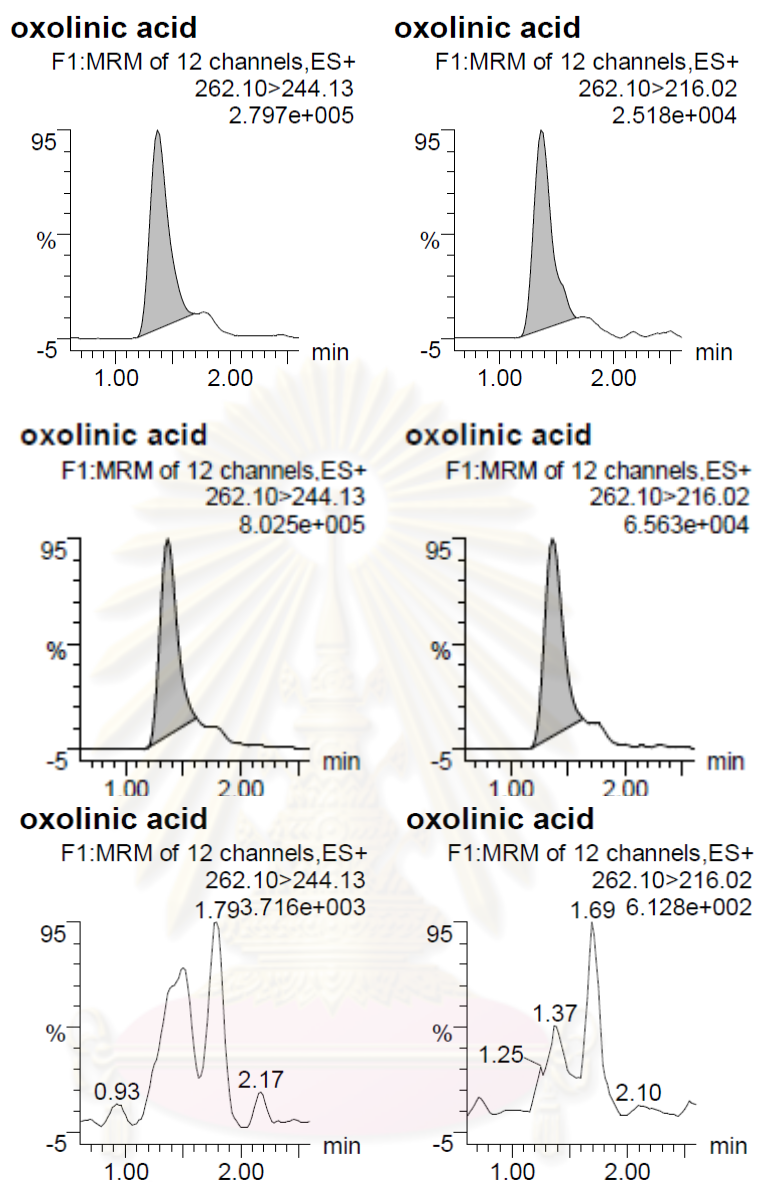 oxolinic acid
F1:MRM of 12 channels,ES+
262.10>244.13
2.797e+005
95
%
-5
min
1.00 2.00
oxolinic acid
F1:MRM of 12 channels,ES+
262.10>216.02
2.518e+004
95
%
-5
min
1.00 2.00
oxolinic acid
F1:MRM of 12 channels,ES+
262.10>244.13
8.025e+005
95
%
-5
min
1.00 2.00
oxolinic acid
F1:MRM of 12 channels,ES+
262.10>216.02
6.563e+004
95
%
-5
min
1.00 2.00
oxolinic acid
F1:MRM of 12 channels,ES+
262.10>244.13
1.79 3.716e+003
95
%
0.93
2.17
-5
min
1.00 2.00
oxolinic acid
F1:MRM of 12 channels,ES+
262.10>216.02
1.69 6.128e+002
95
1.37
%
1.25
2.10
-5
min
1.00 2.00